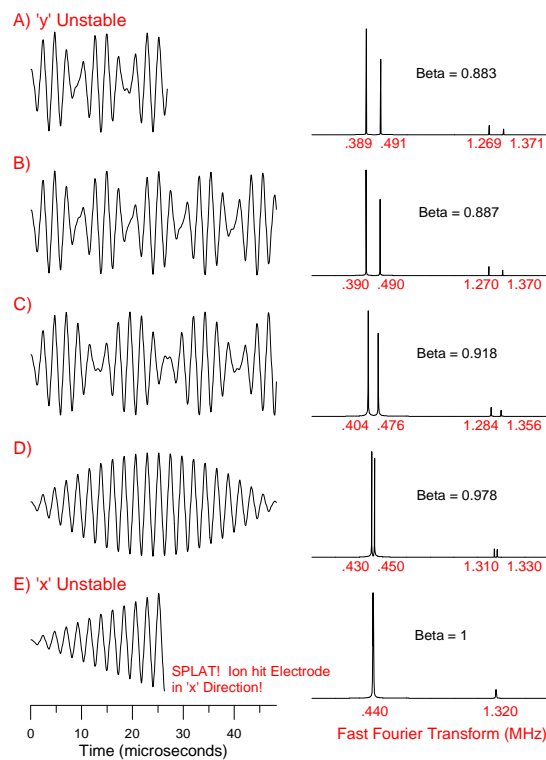 A) 'y' Unstable
Beta = 0.883
.389 .491 1.269 1.371
B)
Beta = 0.887
.390 .490 1.270 1.370
C)
Beta = 0.918
.404 .476 1.284 1.356
D)
Beta = 0.978
.430 .450 1.310 1.330
E) 'x' Unstable
Beta = 1
SPLAT! Ion hit Electrode
in 'x' Direction!
.440 1.320
0 10 20 30 40
Time (microseconds)
Fast Fourier Transform (MHz)